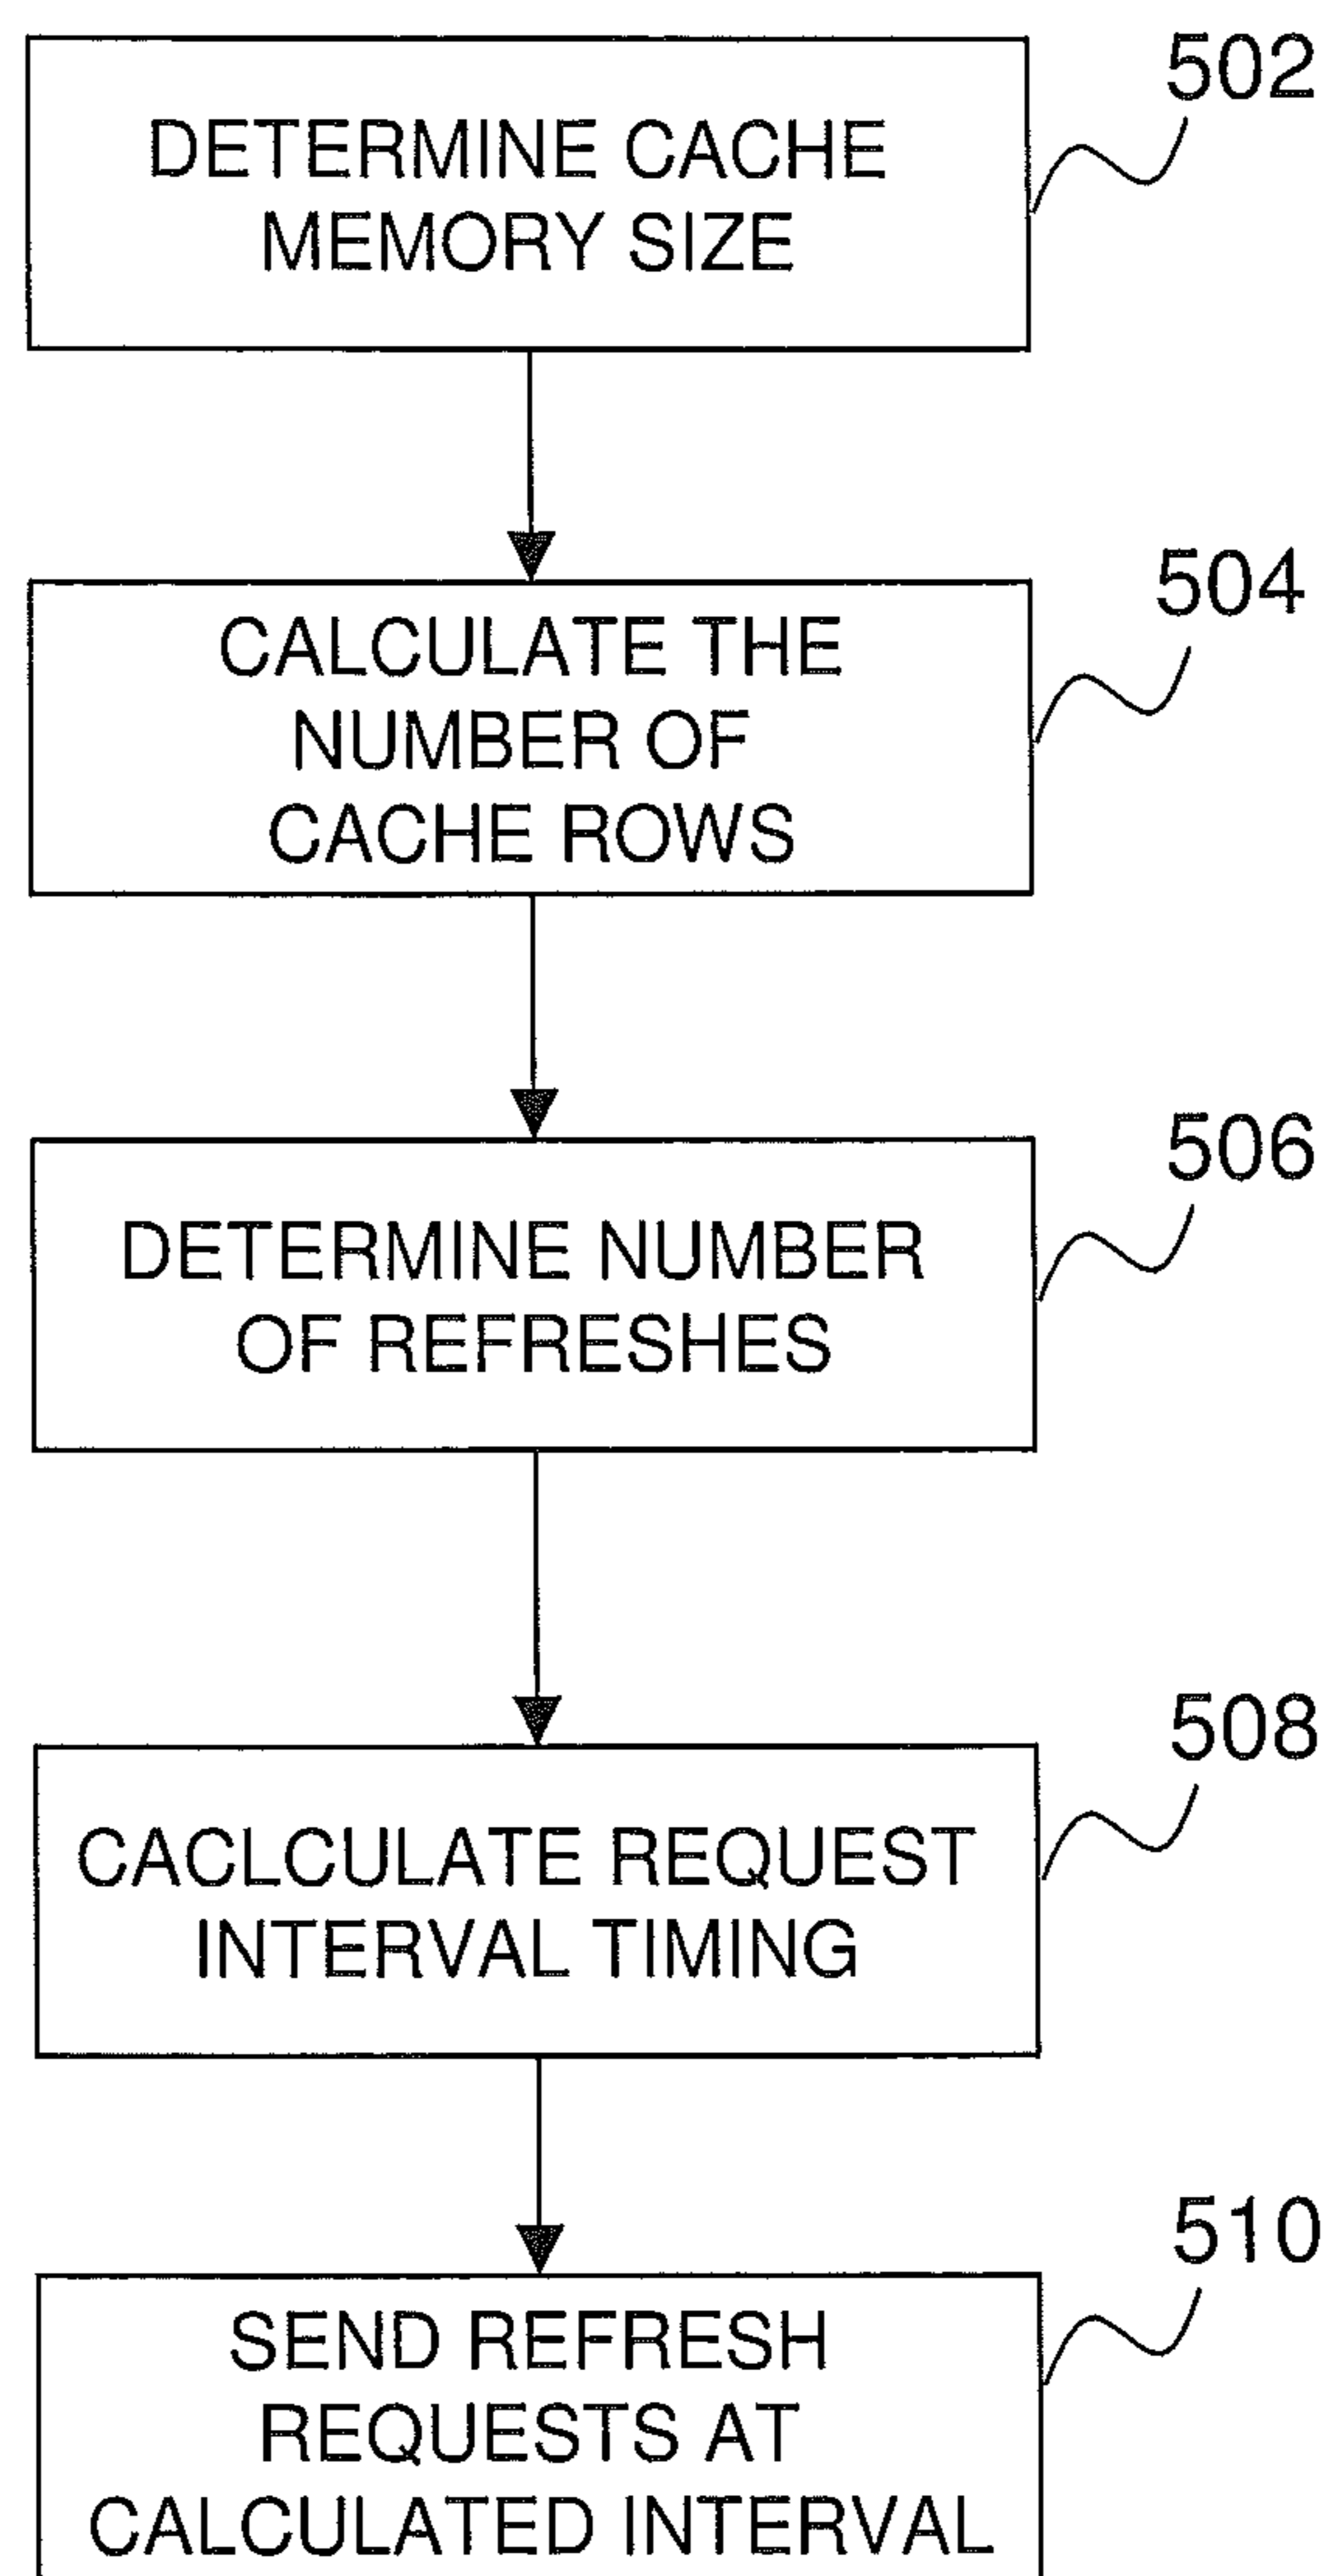 502
DETERMINE CACHE
MEMORY SIZE
504
CALCULATE THE
NUMBER OF
CACHE ROWS
506
DETERMINE NUMBER
OF REFRESHES
508
CACLCULATE REQUEST
INTERVAL TIMING
510
SEND REFRESH
REQUESTS AT
CALCULATED INTERVAL